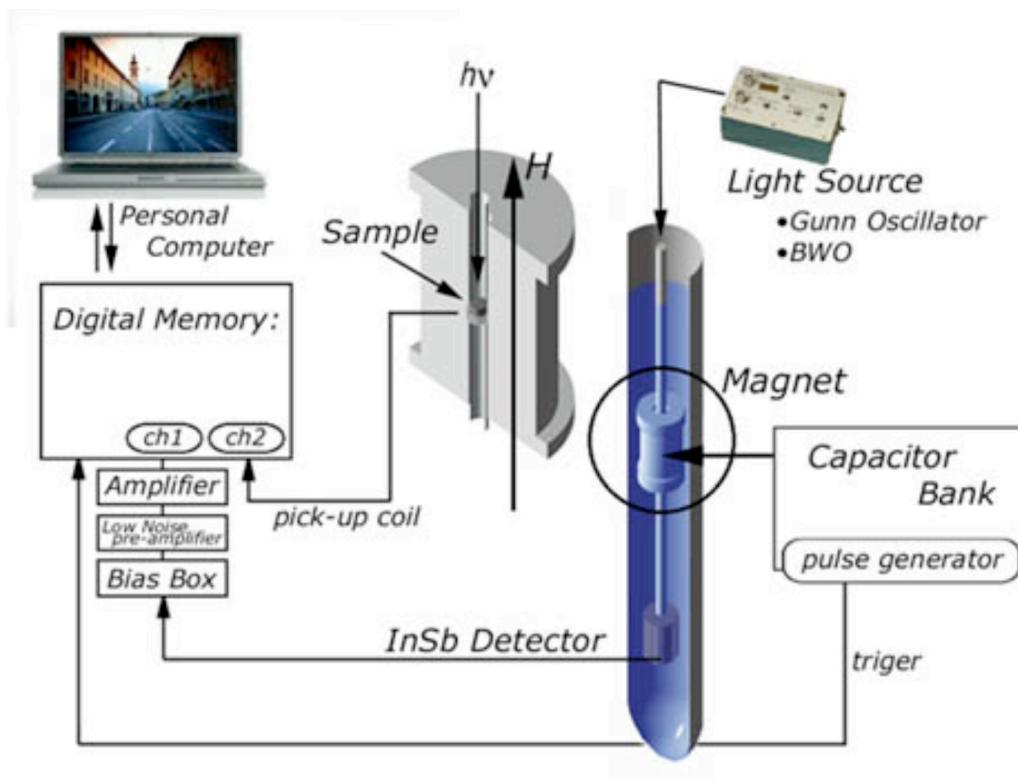 hν
H
Light Source
•Gunn Oscillator
•BWO
Personal
Computer
Sample
Digital Memory:
Magnet
ch1
ch2
Capacitor
Bank
Amplifier
pick-up coil
Low Noise
pre-amplifier
pulse generator
Bias Box
InSb Detector
triger